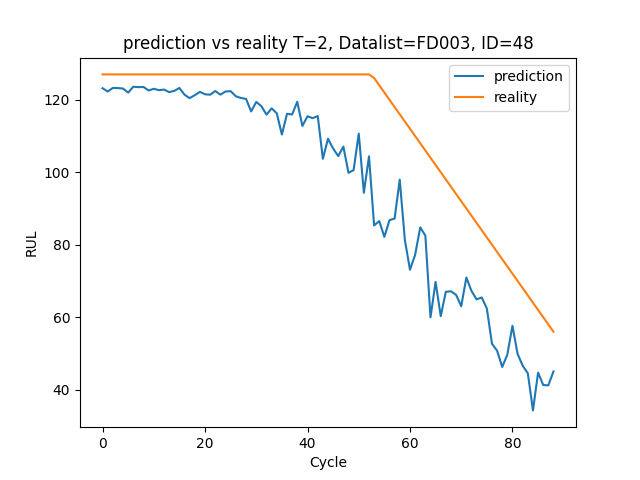 prediction vs reality T=2, Datalist=FD003, ID=48
prediction
reality
120
100
80
60
40
RUL
0
20
40
60
80
Cycle